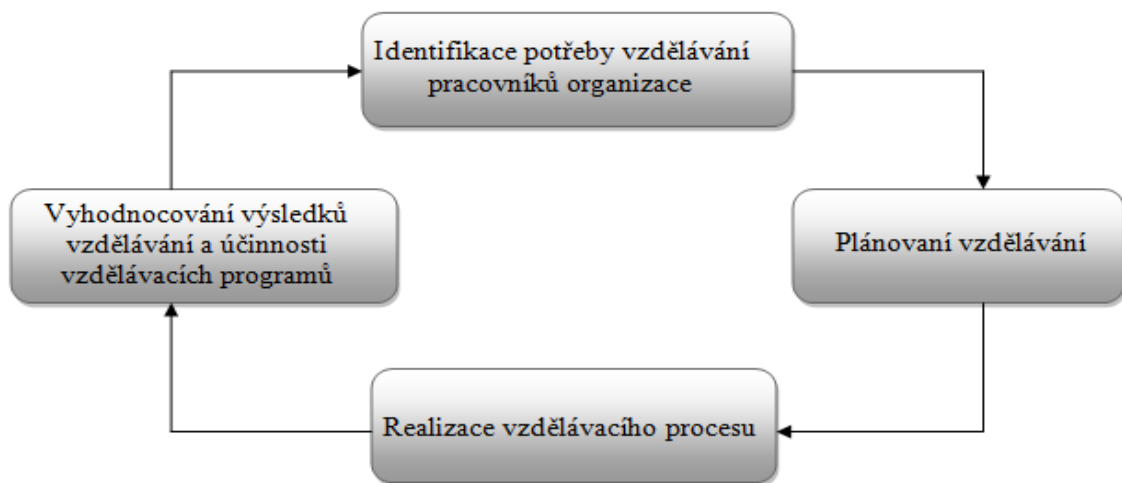 Identifikace potřeby vzdělávání
pracovníků organizace
Vyhodnocování výsledků
vzdělávání a účinnosti
vzdělávacích programů
Plánovaní vzdělávání
Realizace vzdělávacího procesu